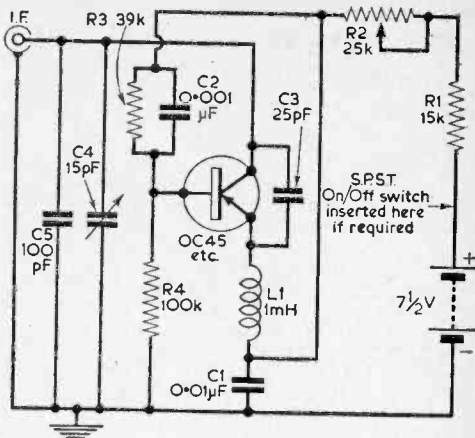 I.F.
R3 39k
C2
0·001
µF
C3
25pF
R2
25k
R1
15k
S.P.S.T.
On/Off switch
inserted here
if required
C4
15pF
C5
100
pF
OC45
etc.
R4
100k
L1
1mH
C1
0·01µF
7½V
+
−